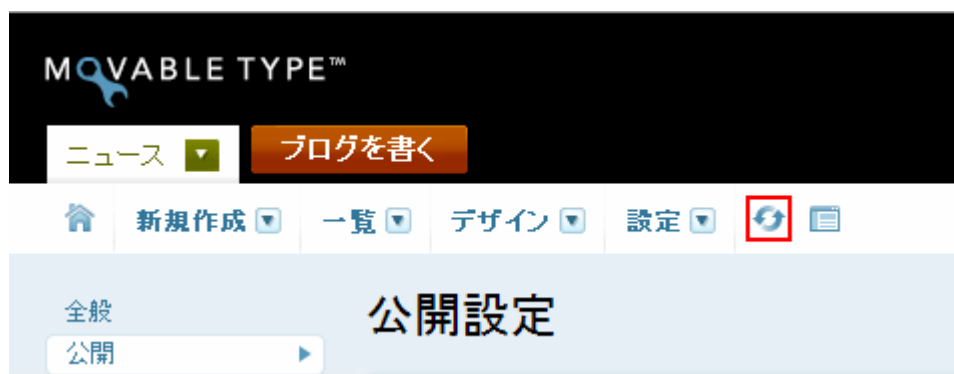 MOVABLE TYPE™
ニュース ブログを書く
新規作成 一覧 デザイン 設定
全般
公開設定
公開